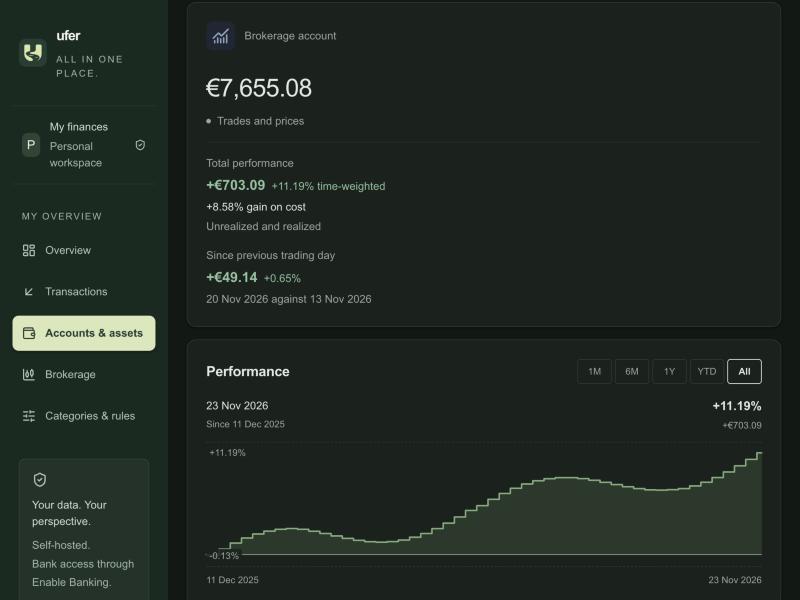 ufer
ALL IN ONE
PLACE.
P
My finances
Personal
workspace
MY OVERVIEW
Overview
Transactions
Accounts & assets
Brokerage
Categories & rules
Your data. Your
perspective.
Self-hosted.
Bank access through
Enable Banking.
Brokerage account
€7,655.08
Trades and prices
Total performance
+€703.09 +11.19% time-weighted
+8.58% gain on cost
Unrealized and realized
Since previous trading day
+€49.14 +0.65%
20 Nov 2026 against 13 Nov 2026
Performance
1M 6M 1Y YTD All
23 Nov 2026 +11.19%
Since 11 Dec 2025 +€703.09
+11.19%
-0.13%
11 Dec 2025 23 Nov 2026